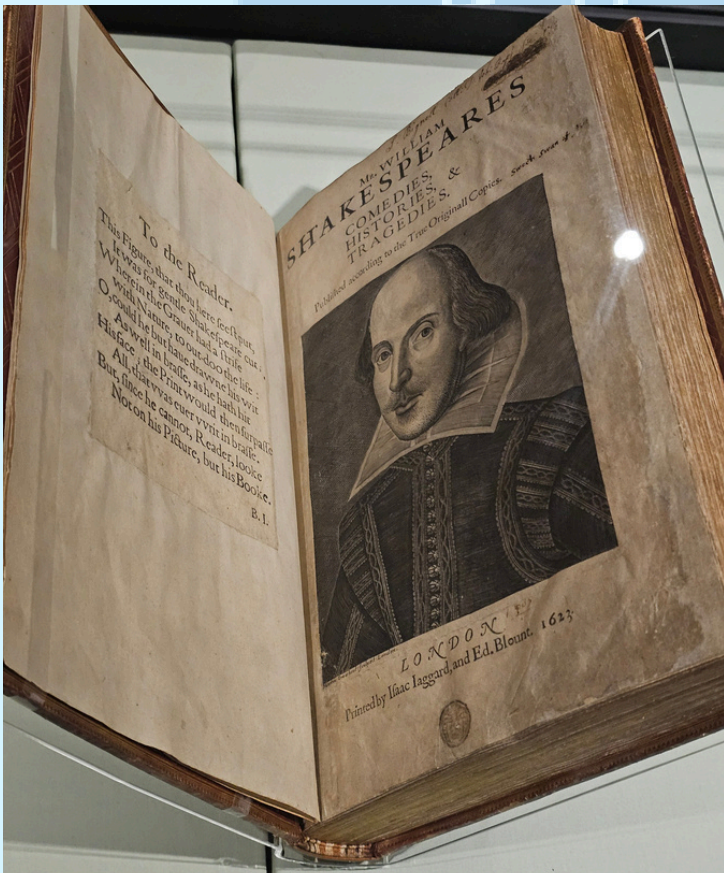 To the Reader.
This Figure, that thou here seeſt put,
It was for gentle Shakeſpeare cut;
Wherein the Grauer had a ſtrife
with Nature, to out-doo the life :
O, could he but haue drawne his wit
As well in braſſe, as he hath hit
His face ; the Print would then ſurpaſſe
All, that vvas euer vvrit in braſſe.
But, ſince he cannot, Reader, looke
Not on his Picture, but his Booke.
B. I.
Mr. WILLIAM
SHAKESPEARES
COMEDIES,
HISTORIES, &
TRAGEDIES.
Published according to the True Originall Copies.
Sweete Swan of
LONDON
Printed by Iſaac Iaggard, and Ed. Blount. 1623.